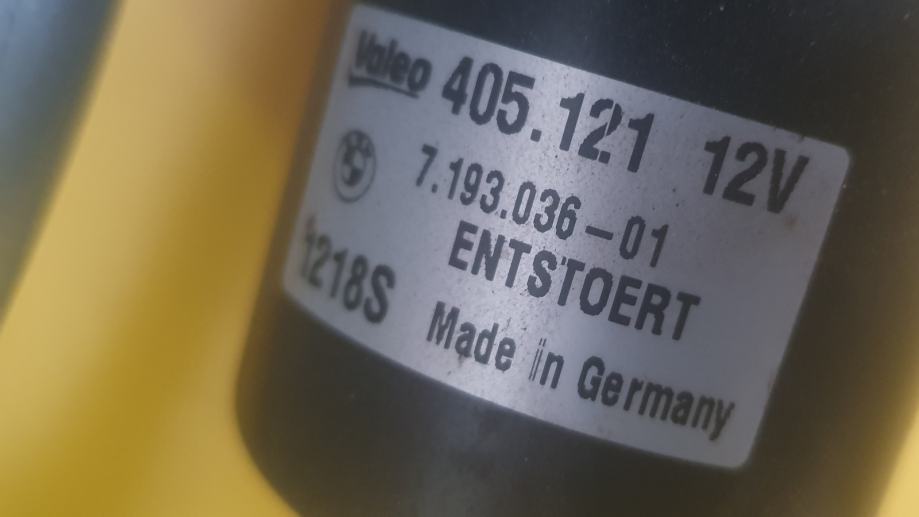 Valeo 405.121 12V
7.193.036-01
ENTSTOERT
1218S
Made in Germany